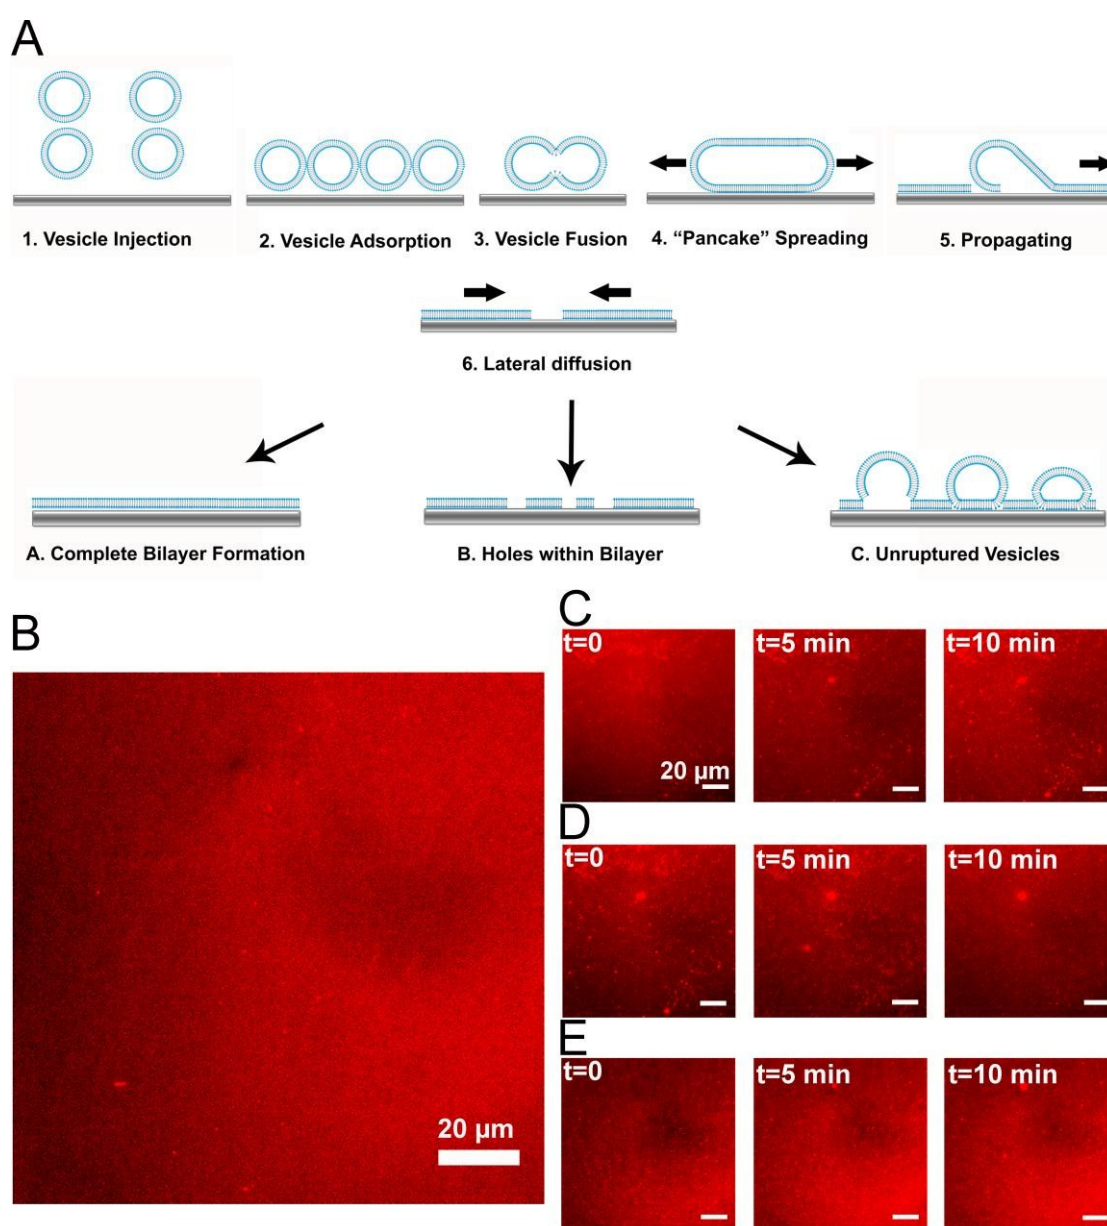 A
1. Vesicle Injection
2. Vesicle Adsorption
3. Vesicle Fusion
4. “Pancake” Spreading
5. Propagating
6. Lateral diffusion
A. Complete Bilayer Formation
B. Holes within Bilayer
C. Unruptured Vesicles
B
20 µm
C
t=0
t=5 min
t=10 min
20 µm
D
t=0
t=5 min
t=10 min
E
t=0
t=5 min
t=10 min